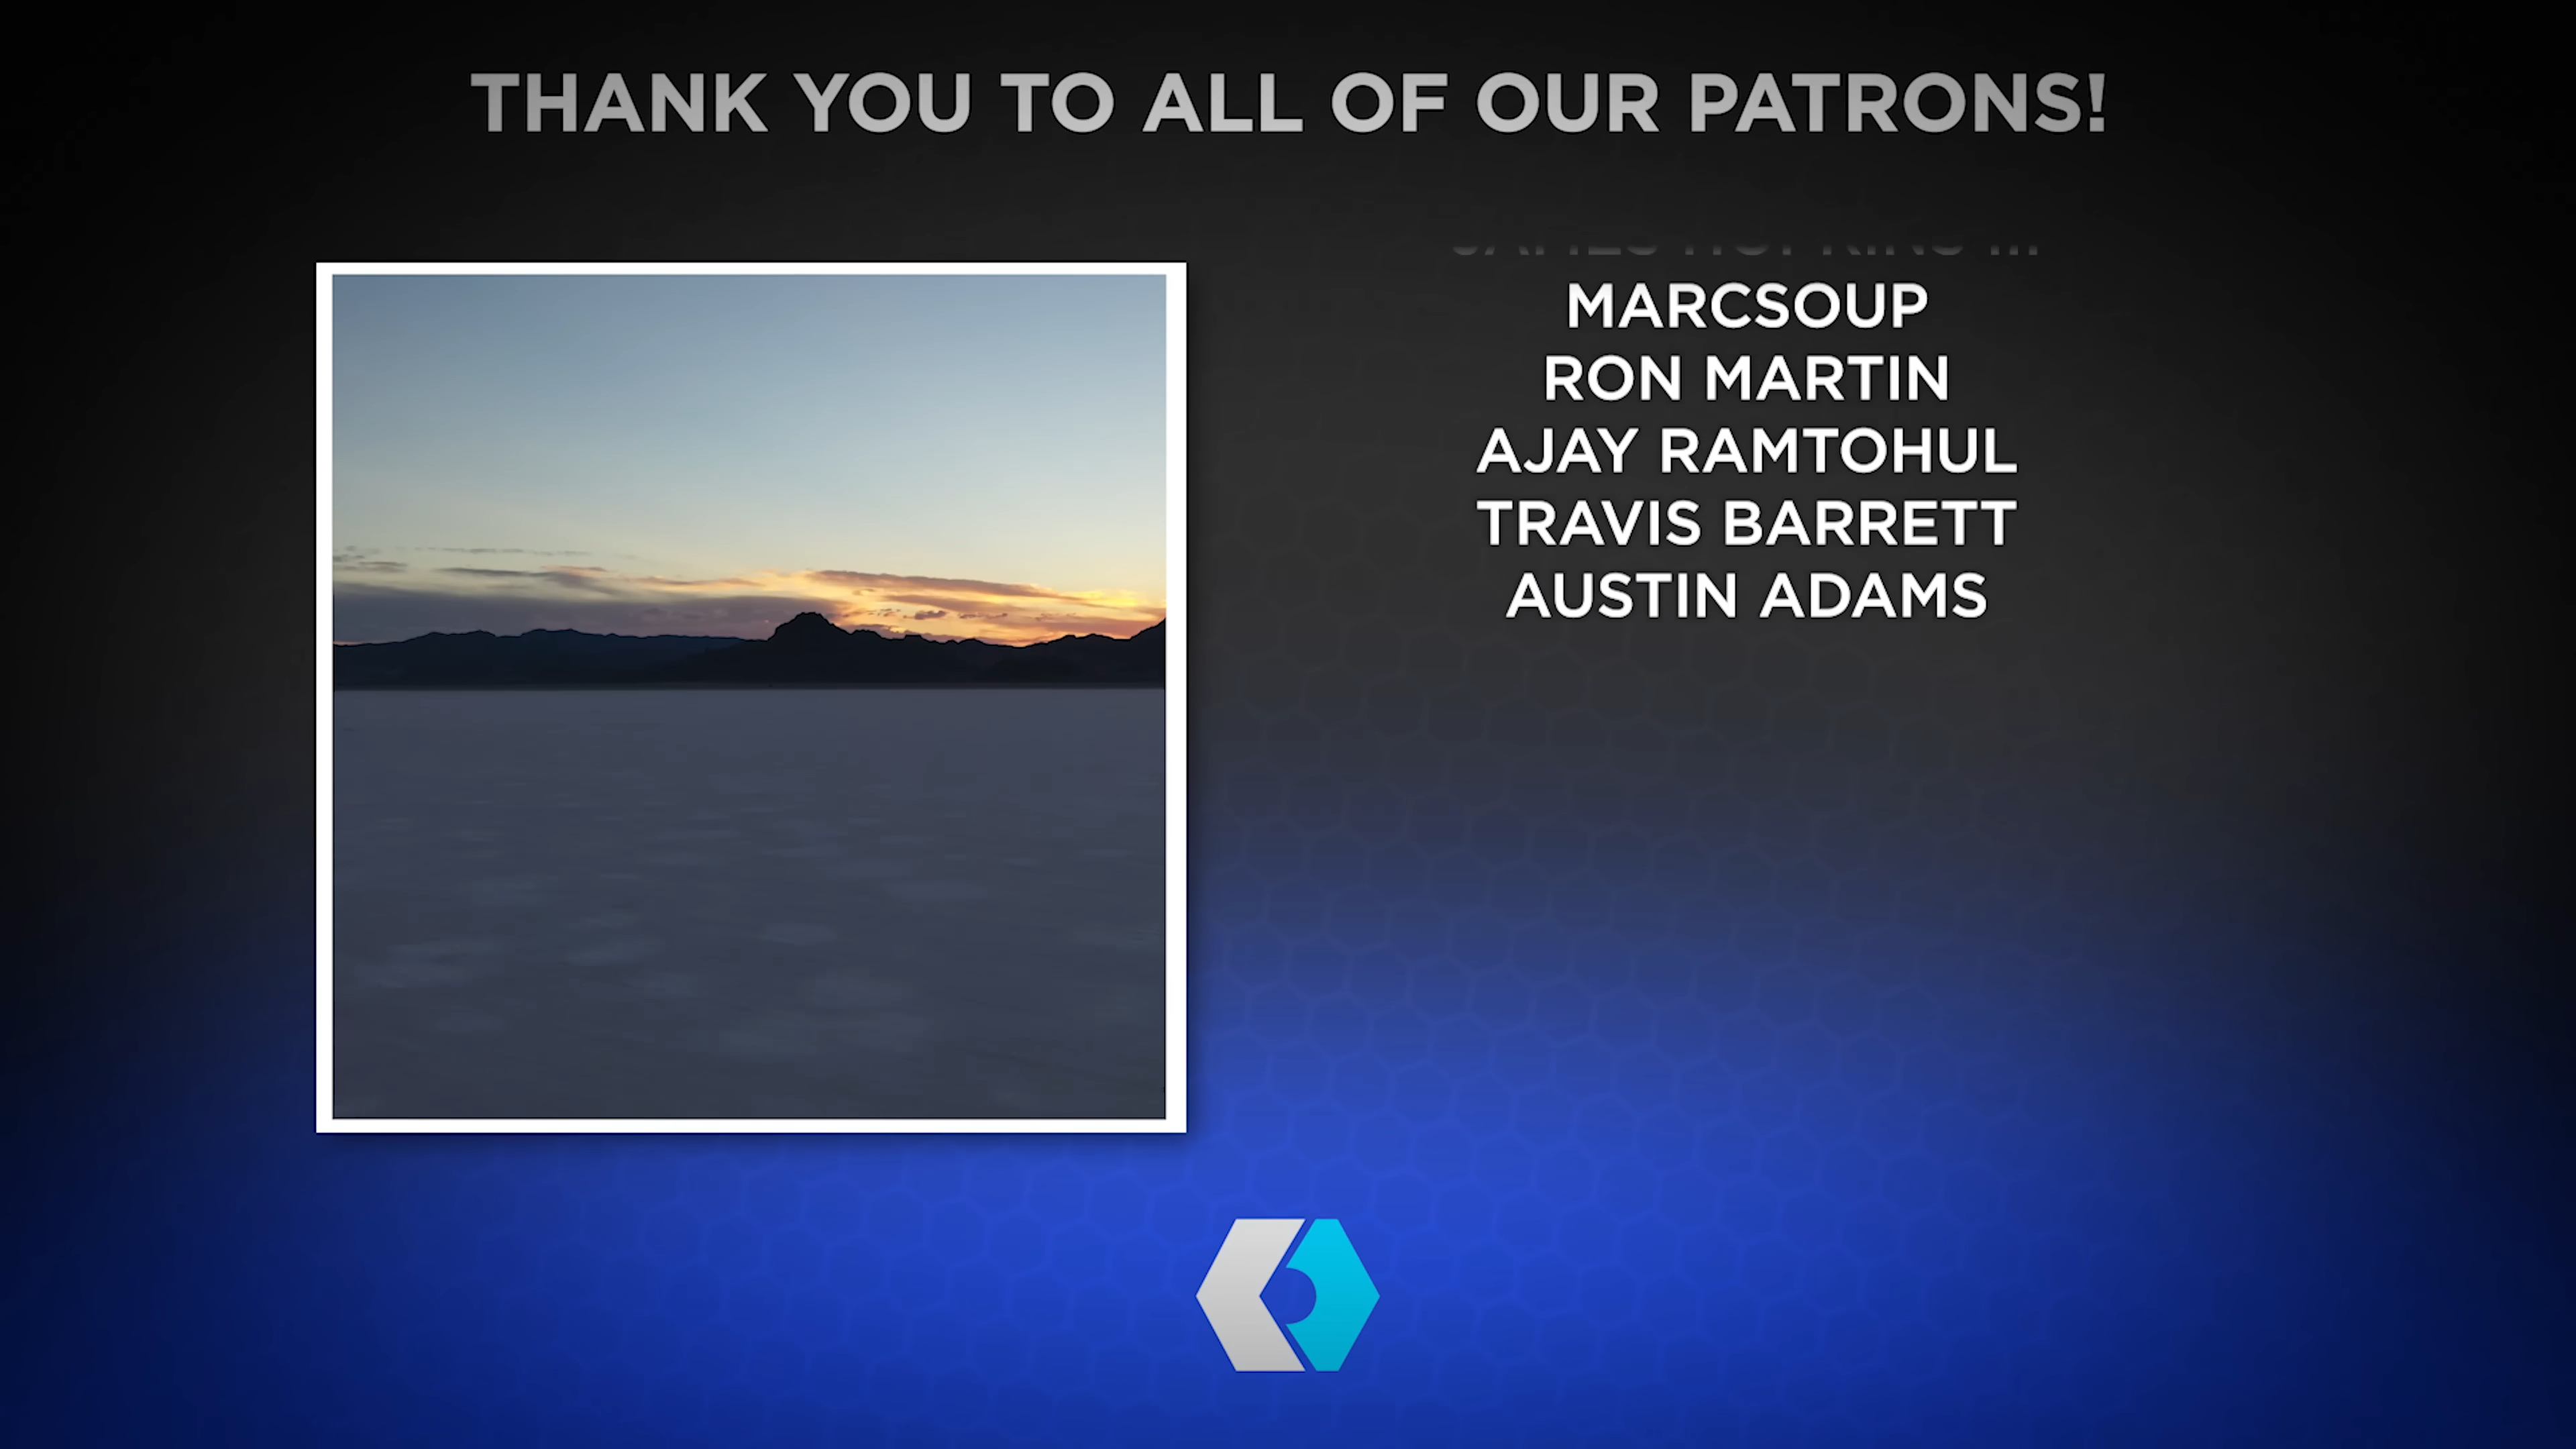 THANK YOU TO ALL OF OUR PATRONS!
MARCSOUP
RON MARTIN
AJAY RAMTOHUL
TRAVIS BARRETT
AUSTIN ADAMS